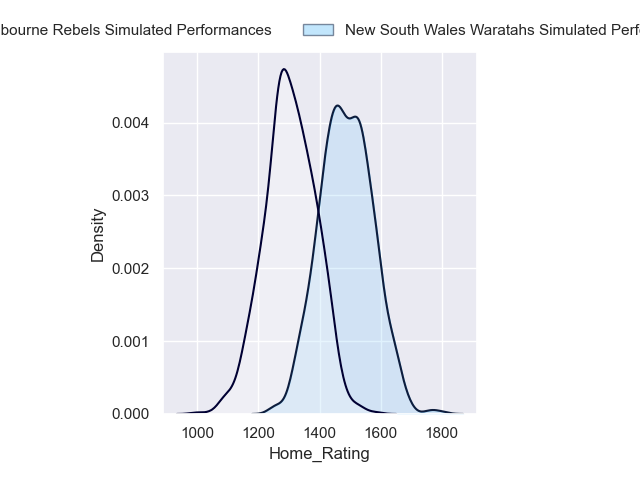 bourne Rebels Simulated Performances New South Wales Waratahs Simulated Perf
0.004
0.003
0.002
0.001
0.000
Density
1000 1200 1400 1600 1800
Home_Rating